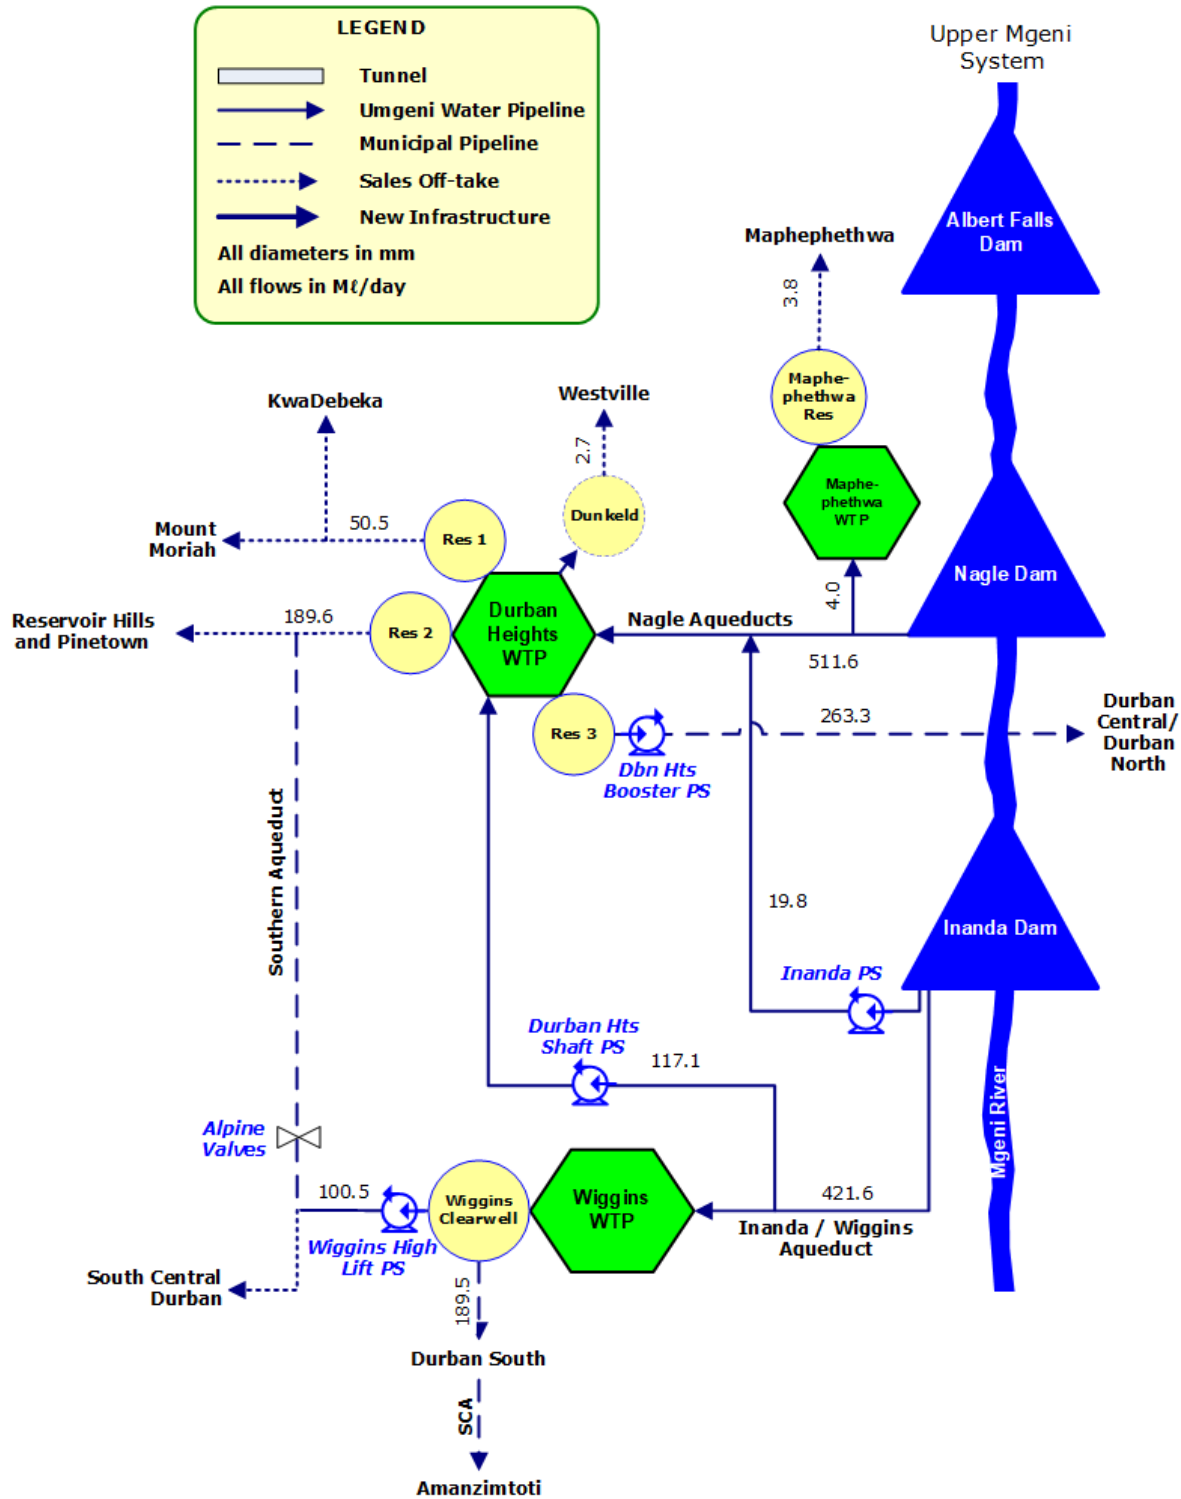 LEGEND
Tunnel
Umgeni Water Pipeline
Municipal Pipeline
Sales Off-take
New Infrastructure
All diameters in mm
All flows in Mℓ/day
Upper Mgeni
System
Albert Falls
Dam
Maphephethwa
3.8
Maphe-
phethwa
Res
Maphe-
phethwa
WTP
4.0
KwaDebeka
Westville
2.7
Dunkeld
Mount
Moriah
50.5
Res 1
Reservoir Hills
and Pinetown
189.6
Res 2
Durban
Heights
WTP
Nagle Aqueducts
511.6
Nagle Dam
Res 3
Dbn Hts
Booster PS
263.3
Durban
Central/
Durban
North
Southern Aqueduct
19.8
Inanda Dam
Inanda PS
Durban Hts
Shaft PS
117.1
Mgeni River
Alpine
Valves
100.5
Wiggins High
Lift PS
Wiggins
Clearwell
Wiggins
WTP
421.6
Inanda / Wiggins
Aqueduct
South Central
Durban
189.5
Durban South
SCA
Amanzimtoti